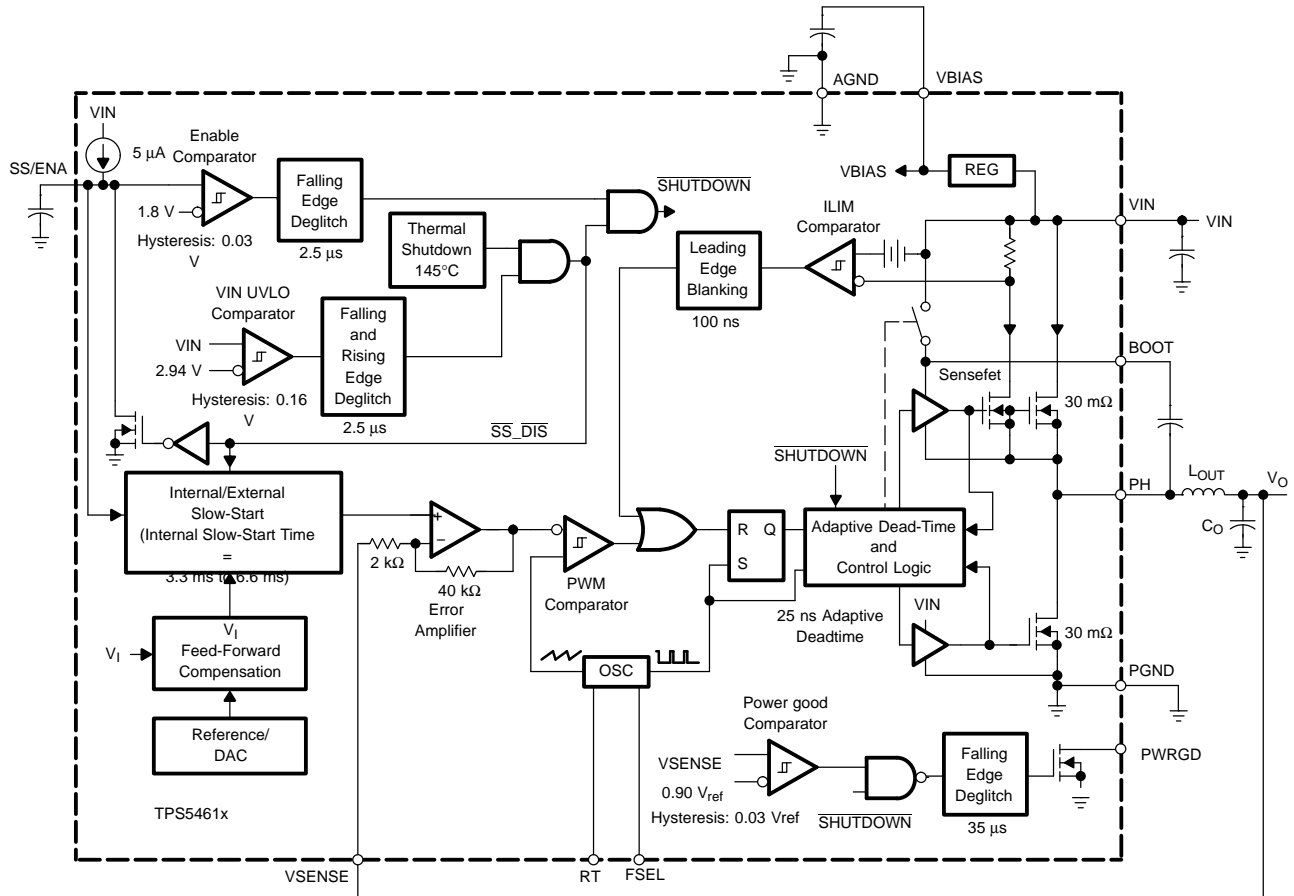 AGND
VBIAS
VIN
5 μA
Enable
Comparator
SS/ENA
1.8 V
Hysteresis: 0.03
V
Falling
Edge
Deglitch
2.5 μs
Thermal
Shutdown
145°C
SHUTDOWN
VIN UVLO
Comparator
VIN
2.94 V
Hysteresis: 0.16
V
Falling
and
Rising
Edge
Deglitch
2.5 μs
SS_DIS
VBIAS
REG
ILIM
Comparator
Leading
Edge
Blanking
100 ns
VIN
VIN
BOOT
Sensefet
30 mΩ
SHUTDOWN
PH
LOUT
VO
CO
Internal/External
Slow-Start
(Internal Slow-Start Time
=
3.3 ms to 6.6 ms)
2 kΩ
+
−
40 kΩ
Error
Amplifier
PWM
Comparator
R Q
S
Adaptive Dead-Time
and
Control Logic
25 ns Adaptive
Deadtime
VIN
30 mΩ
PGND
VI
VI
Feed-Forward
Compensation
Reference/
DAC
OSC
Power good
Comparator
VSENSE
0.90 Vref
Hysteresis: 0.03 Vref
SHUTDOWN
Falling
Edge
Deglitch
35 μs
PWRGD
TPS5461x
VSENSE
RT
FSEL